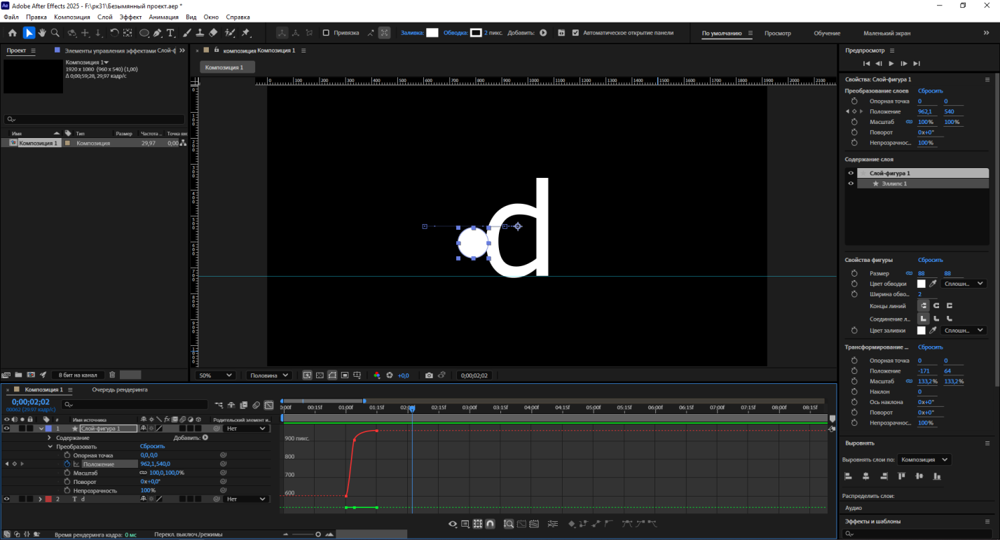 Adobe After Effects 2025 - F:\рк31\Безымянный проект.aep *
Файл Правка Композиция Слой Эффект Анимация Вид Окно Справка
Привязка Заливка: Обводка: 2 пикс. Добавить: Автоматическое открытие панели По умолчанию Просмотр Обучение Маленький экран
Проект Элементы управления эффектами Слой-ф
Композиция 1
1920 x 1080 (960 x 540) (1,00)
Δ 0;00;59;28, 29,97 кадр/с
Имя Тип Размер Частота .. Точка вх
Композиция 1 Композиция 29,97 0;00
8 бит на канал
композиция Композиция 1
Композиция 1
0 100 200 300 400 500 600 700 800 900 1000 1100 1200 1300 1400 1500 1600 1700 1800 1900 2000 2100
d
50% Половина +0,0 0;00;02;02
Предпросмотр
Свойства: Слой-фигура 1
Преобразование слоев Сбросить
Опорная точка 0 0
Положение 962,1 540
Масштаб 100% 100%
Поворот 0x+0°
Непрозрачнос... 100%
Содержание слоя
Слой-фигура 1
Эллипс 1
Свойства фигуры Сбросить
Размер 88 88
Цвет обводки Сплошн..
Ширина обво.. 2
Концы линий
Соединение л..
Цвет заливки Сплошн..
Трансформирование ... Сбросить
Опорная точка 0 0
Положение -171 64
Масштаб 133,2% 133,2%
Наклон 0
Ось наклона 0x+0°
Поворот 0x+0°
Непрозрачнос.. 100%
Выровнять
Выровнять слои по: Композиция
Распределить слои:
Аудио
Эффекты и шаблоны
Композиция 1 Очередь рендеринга
0;00;02;02
00062 (29.97 кадр/с)
# Имя источника Родительский элемент и..
1 Слой-фигура 1 Нет
Содержание Добавить:
Преобразовать Сбросить
Опорная точка 0,0,0,0
Положение 962,1,540,0
Масштаб 100,0,100,0%
Поворот 0x+0,0°
Непрозрачность 100%
2 T d Нет
00:15f 01:00f 01:15f 02:15f 03:00f 03:15f 04:00f 04:15f 05:00f 05:15f 06:00f 06:15f 07:00f 07:15f 08:00f 08:15f
900 пикс.
800
700
600
Время рендеринга кадра: 0 мс Перекл. выключ./режимы